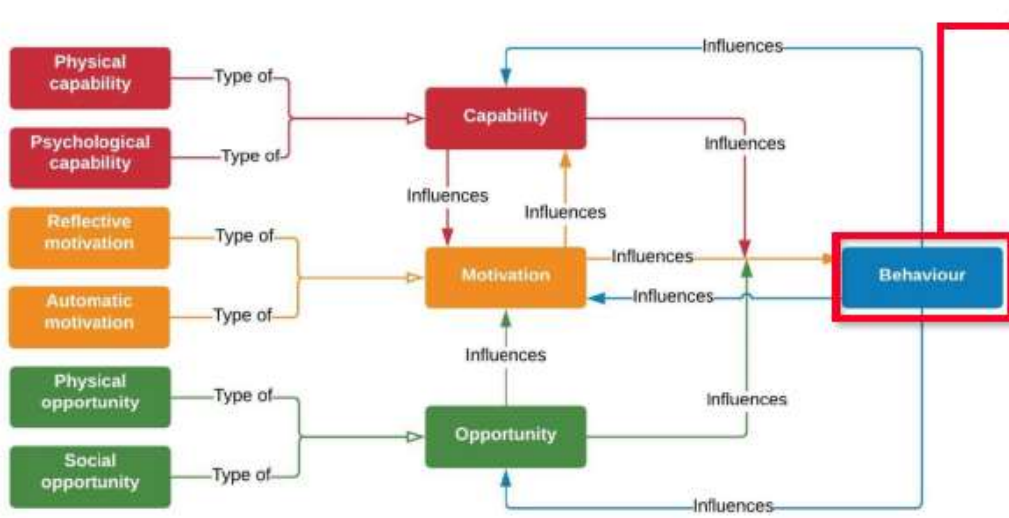 Influences
Physical
capability
Type of
Capability
Influences
Psychological
capability
Type of
Influences
Influences
Reflective
motivation
Type of
Influences
Motivation
Behaviour
Influences
Automatic
motivation
Type of
Influences
Physical
opportunity
Type of
Influences
Opportunity
Social
opportunity
Type of
Influences